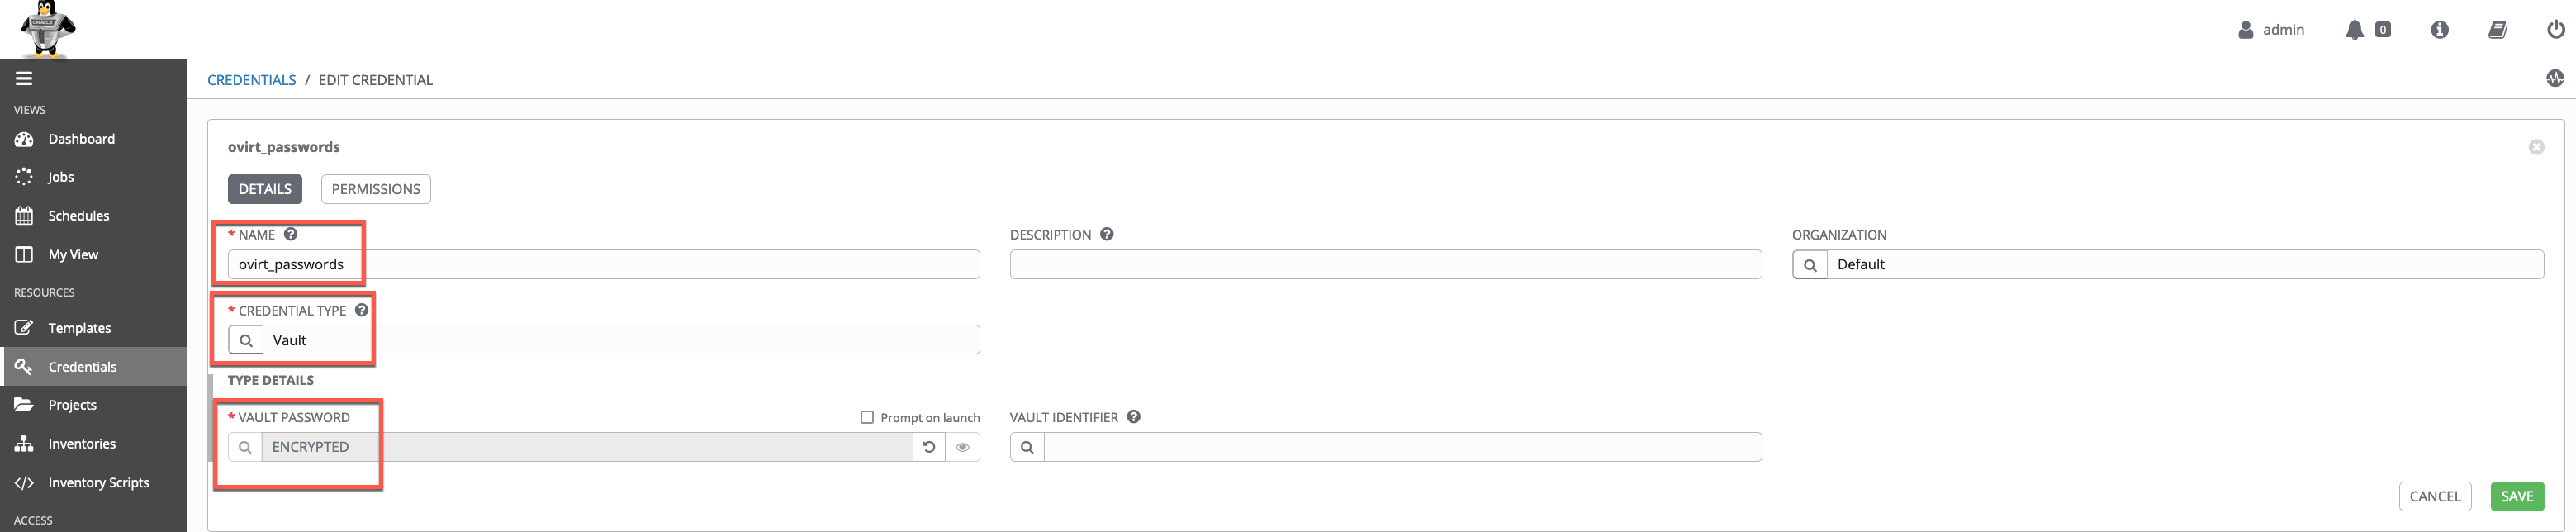 ORACLE
admin
0
CREDENTIALS / EDIT CREDENTIAL
VIEWS
Dashboard
Jobs
Schedules
My View
RESOURCES
Templates
Credentials
Projects
Inventories
Inventory Scripts
ACCESS
ovirt_passwords
DETAILS PERMISSIONS
* NAME DESCRIPTION ORGANIZATION
ovirt_passwords Default
* CREDENTIAL TYPE
Vault
TYPE DETAILS
* VAULT PASSWORD Prompt on launch VAULT IDENTIFIER
ENCRYPTED
CANCEL SAVE